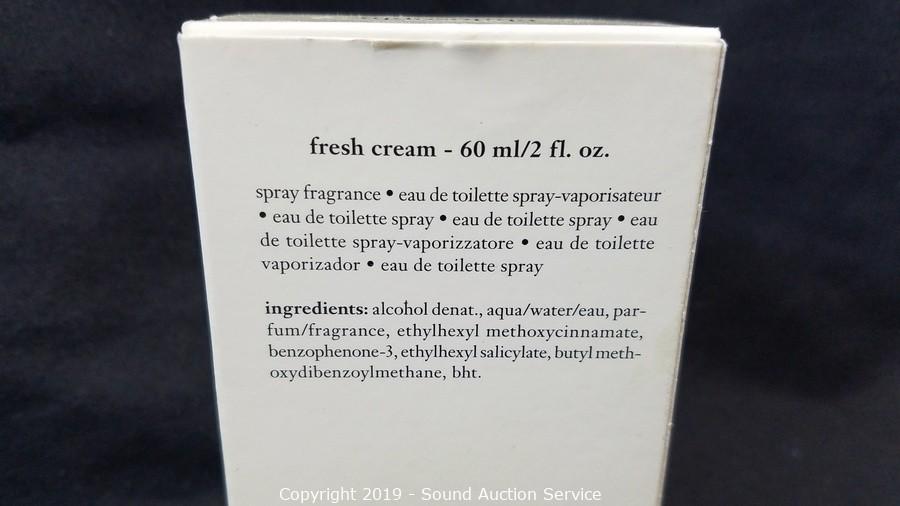 fresh cream - 60 ml/2 fl. oz.
spray fragrance • eau de toilette spray-vaporisateur
• eau de toilette spray • eau de toilette spray • eau
de toilette spray-vaporizzatore • eau de toilette
vaporizador • eau de toilette spray
ingredients: alcohol denat., aqua/water/eau, par-
fum/fragrance, ethylhexyl methoxycinnamate,
benzophenone-3, ethylhexyl salicylate, butyl meth-
oxydibenzoylmethane, bht.
Copyright 2019 - Sound Auction Service